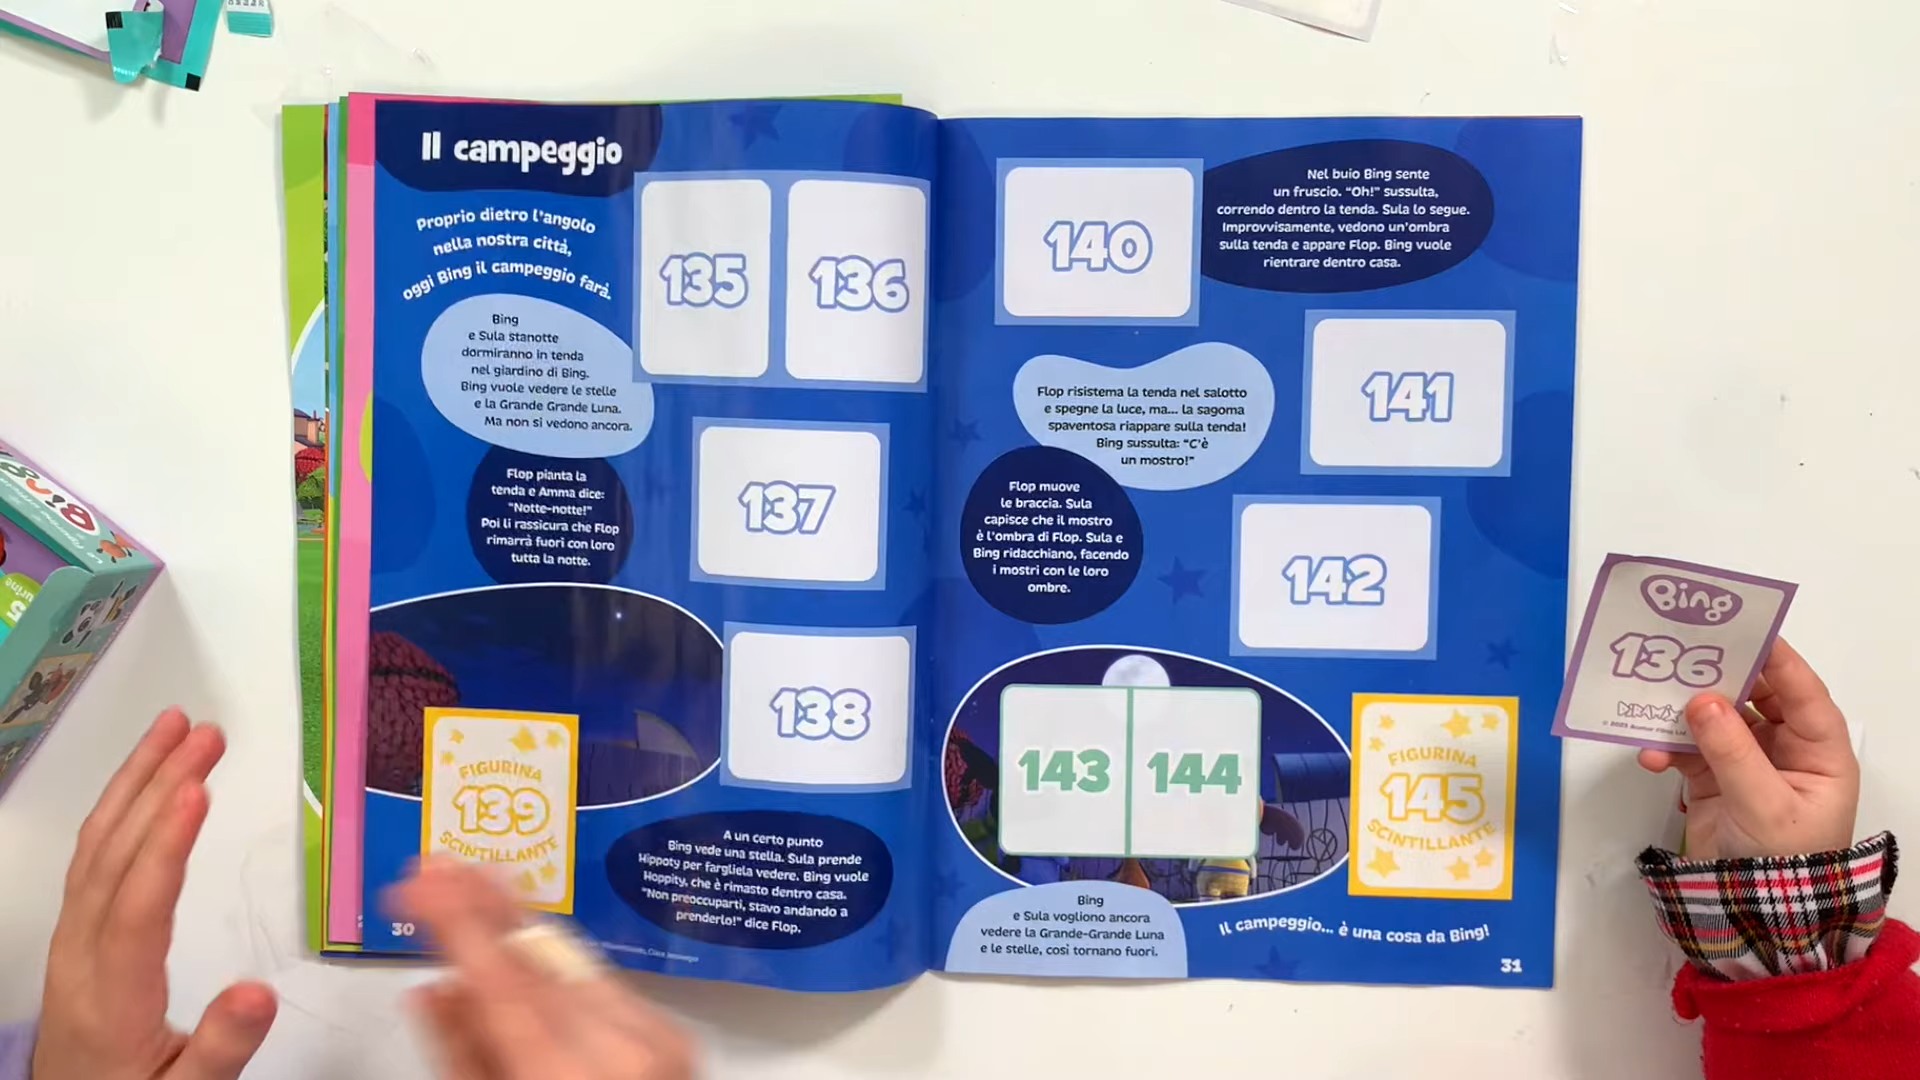 Il campeggio
Proprio dietro l'angolo
nella nostra città,
oggi Bing il campeggio farà.
135
136
Bing
e Sula stanotte
dormiranno in tenda
nel giardino di Bing.
Bing vuole vedere le stelle
e la Grande Grande Luna.
Ma non si vedono ancora.
Flop pianta la
tenda e Amma dice:
"Notte-notte!"
Poi li rassicura che Flop
rimarrà fuori con loro
tutta la notte.
137
138
FIGURINA
139
SCINTILLANTE
A un certo punto
Bing vede una stella. Sula prende
Hippoty per fargliela vedere. Bing vuole
Hoppity, che è rimasto dentro casa.
"Non preoccuparti, stavo andando a
prenderlo!" dice Flop.
30
140
Nel buio Bing sente
un fruscio. "Oh!" sussulta,
correndo dentro la tenda. Sula lo segue.
Improvvisamente, vedono un'ombra
sulla tenda e appare Flop. Bing vuole
rientrare dentro casa.
141
Flop risistema la tenda nel salotto
e spegne la luce, ma... la sagoma
spaventosa riappare sulla tenda!
Bing sussulta: "C'è
un mostro!"
Flop muove
le braccia. Sula
capisce che il mostro
è l'ombra di Flop. Sula e
Bing ridacchiano, facendo
i mostri con le loro
ombre.
142
143
144
FIGURINA
145
SCINTILLANTE
Bing
e Sula vogliono ancora
vedere la Grande-Grande Luna
e le stelle, così tornano fuori.
Il campeggio... è una cosa da Bing!
31
Bing
136
DIRAMIX
Bing